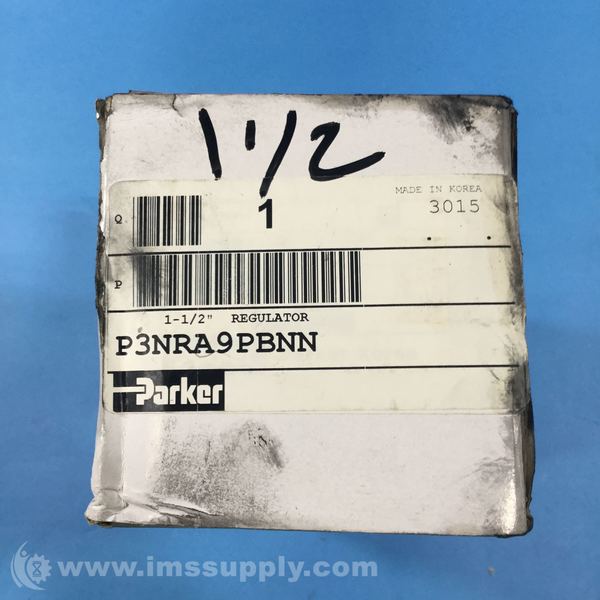 1 1/2
MADE IN KOREA
3015
Q 1
P
1-1/2" REGULATOR
P3NRA9PBNN
Parker
www.imssupply.com